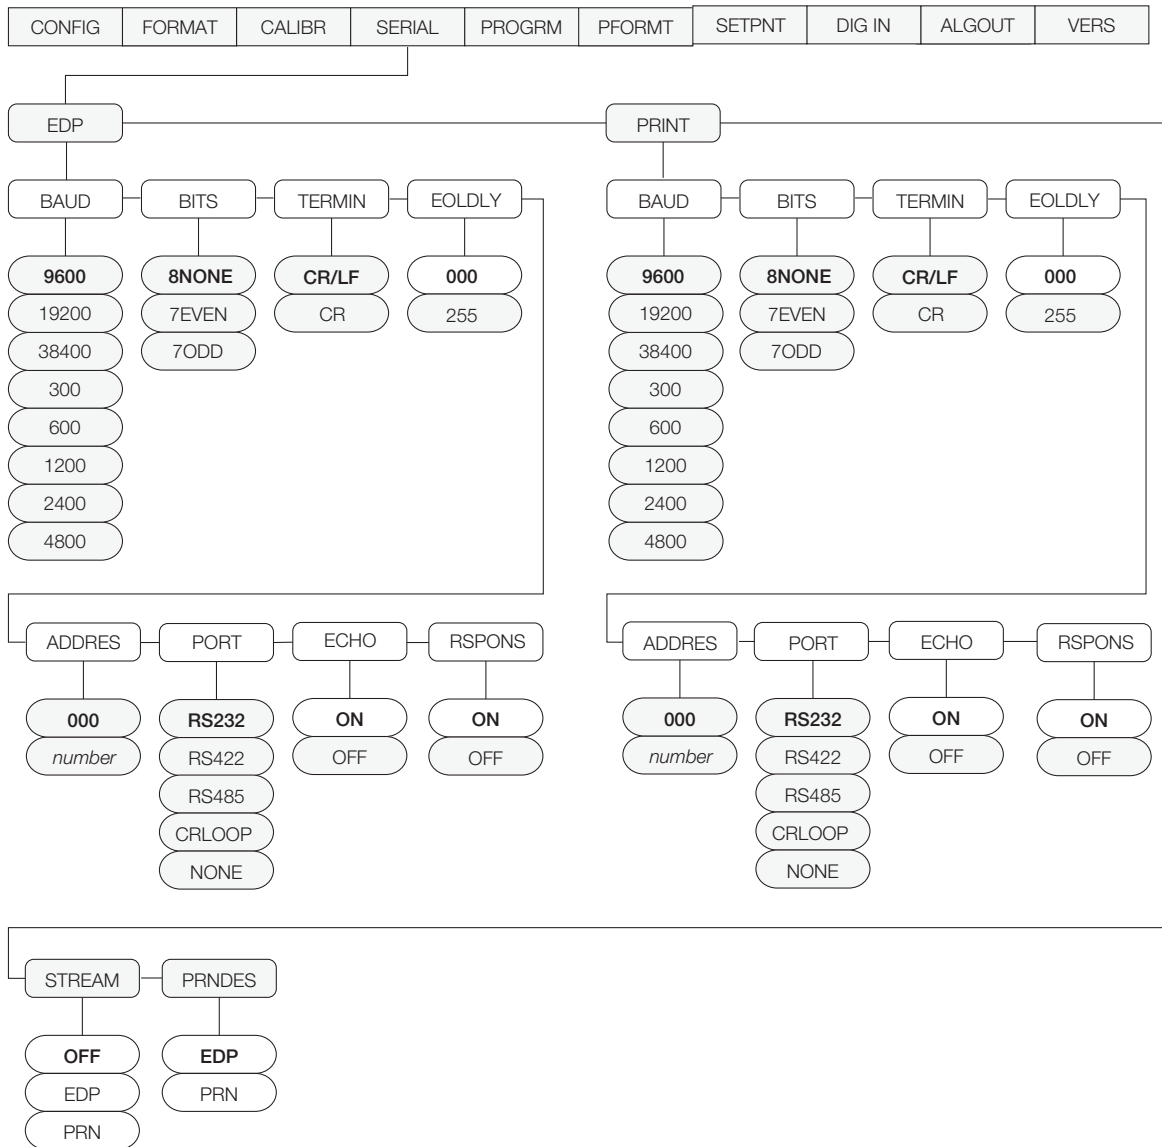 CONFIG FORMAT CALIBR SERIAL PROGRM PFORMT SETPNT DIG IN ALGOUT VERS
EDP PRINT
BAUD BITS TERMIN EOLDLY BAUD BITS TERMIN EOLDLY
9600 8NONE CR/LF 000 9600 8NONE CR/LF 000
19200 7EVEN CR 255 19200 7EVEN CR 255
38400 7ODD 38400 7ODD
300 300
600 600
1200 1200
2400 2400
4800 4800
ADDRES PORT ECHO RSPONS ADDRES PORT ECHO RSPONS
000 RS232 ON ON 000 RS232 ON ON
number RS422 OFF OFF number RS422 OFF OFF
RS485 RS485
CRLOOP CRLOOP
NONE NONE
STREAM PRNDES
OFF EDP
EDP PRN
PRN